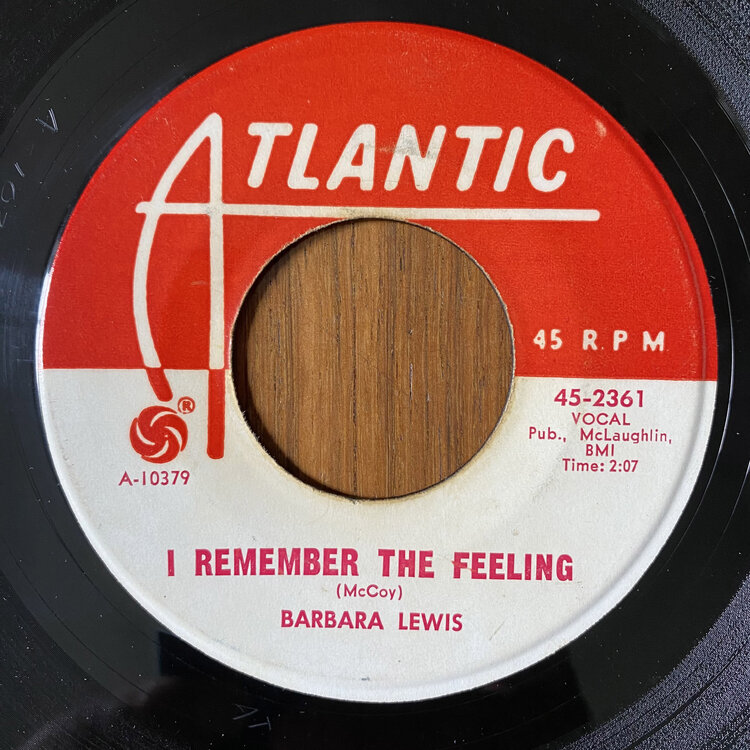 ATLANTIC
45 R.P.M.
45-2361
VOCAL
Pub., McLaughlin,
BMI
Time: 2:07
®
A-10379
I REMEMBER THE FEELING
(McCoy)
BARBARA LEWIS